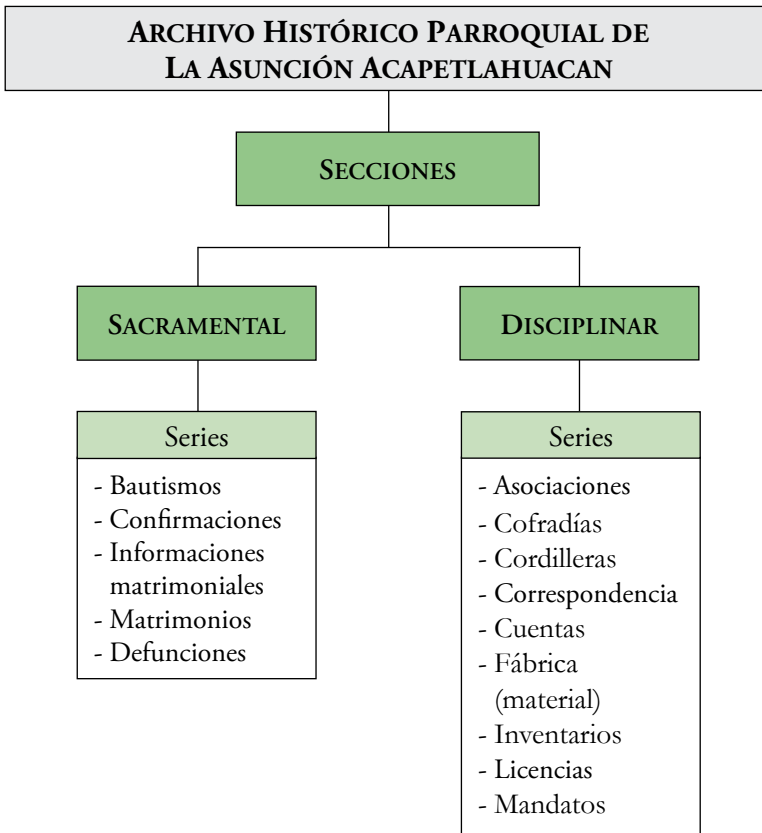 ARCHIVO HISTÓRICO PARROQUIAL DE
LA ASUNCIÓN ACAPETLAHUACAN
SECCIONES
SACRAMENTAL
Series
- Bautismos
- Confirmaciones
- Informaciones
matrimoniales
- Matrimonios
- Defunciones
DISCIPLINAR
Series
- Asociaciones
- Cofradías
- Cordilleras
- Correspondencia
- Cuentas
- Fábrica
(material)
- Inventarios
- Licencias
- Mandatos